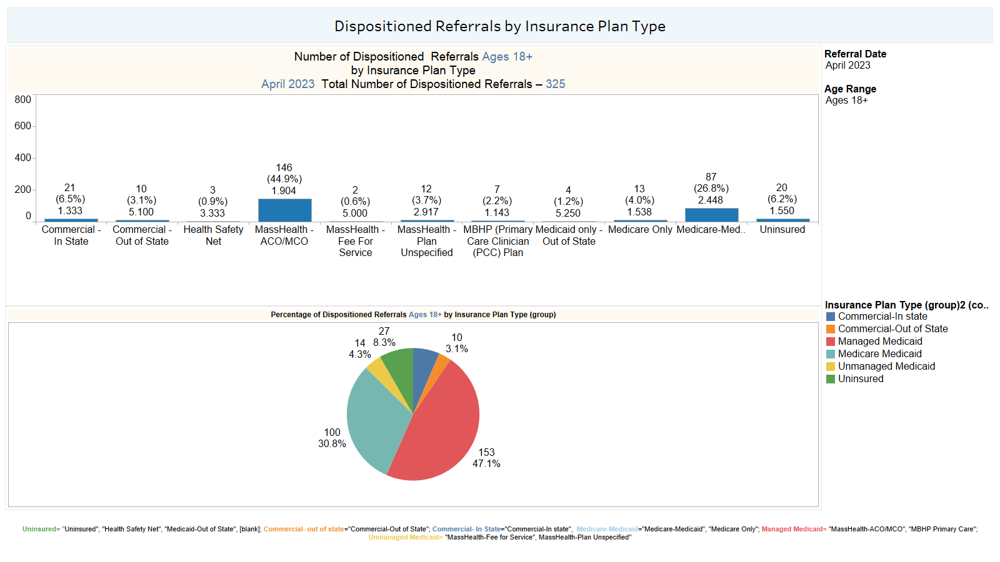 Dispositioned Referrals by Insurance Plan Type
Number of Dispositioned  Referrals Ages 18+
by Insurance Plan Type
April 2023  Total Number of Dispositioned Referrals – 325
Referral Date
April 2023
Age Range
Ages 18+
800
600
400
200
0
21
(6.5%)
1.333
10
(3.1%)
5.100
3
(0.9%)
3.333
146
(44.9%)
1.904
2
(0.6%)
5.000
12
(3.7%)
2.917
7
(2.2%)
1.143
4
(1.2%)
5.250
13
(4.0%)
1.538
87
(26.8%)
2.448
20
(6.2%)
1.550
Commercial -
In State
Commercial -
Out of State
Health Safety
Net
MassHealth -
ACO/MCO
MassHealth -
Fee For
Service
MassHealth -
Plan
Unspecified
MBHP (Primary
Care Clinician
(PCC) Plan
Medicaid only -
Out of State
Medicare Only
Medicare-Med..
Uninsured
Percentage of Dispositioned Referrals Ages 18+ by Insurance Plan Type (group)
27
8.3%
14
4.3%
10
3.1%
100
30.8%
153
47.1%
Insurance Plan Type (group)2 (co..
Commercial-In state
Commercial-Out of State
Managed Medicaid
Medicare Medicaid
Unmanaged Medicaid
Uninsured
Uninsured= "Uninsured", "Health Safety Net", "Medicaid-Out of State", [blank]; Commercial- out of state="Commercial-Out of State"; Commercial- In State="Commercial-In state",  Medicare-Medicaid="Medicare-Medicaid", "Medicare Only"; Managed Medicaid= "MassHealth-ACO/MCO", "MBHP Primary Care";
Unmanaged Medicaid= "MassHealth-Fee for Service", MassHealth-Plan Unspecified"